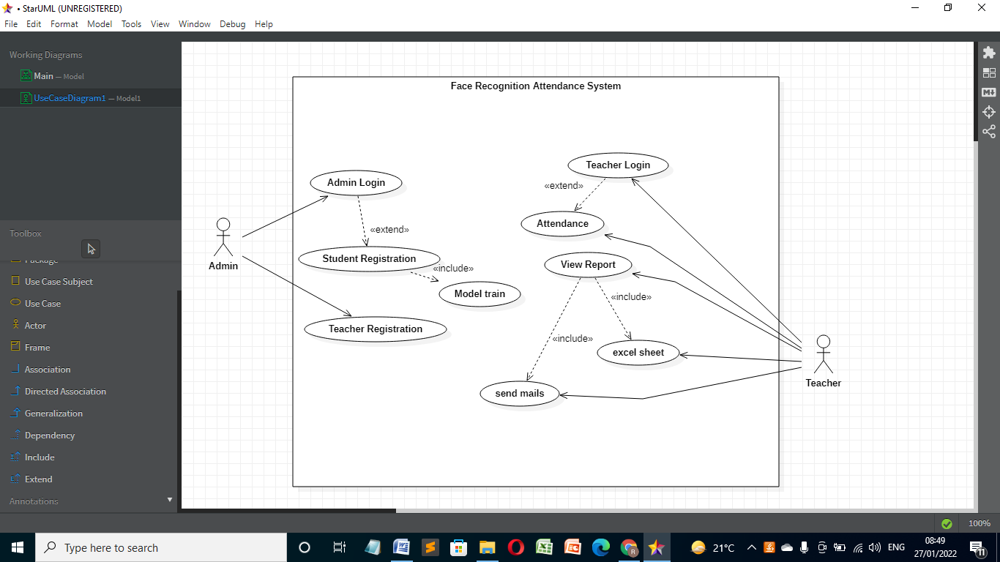 • StarUML (UNREGISTERED)
File Edit Format Model Tools View Window Debug Help
Working Diagrams
Main — Model
UseCaseDiagram1 — Model1
Toolbox
Package
Use Case Subject
Use Case
Actor
Frame
Association
Directed Association
Generalization
Dependency
Include
Extend
Annotations
Face Recognition Attendance System
Admin Login
«extend»
Student Registration
«include»
Model train
Teacher Registration
Admin
Teacher Login
«extend»
Attendance
View Report
«include»
«include»
excel sheet
send mails
Teacher
M↓
100%
Type here to search
21°C
ENG
08:49
27/01/2022
11